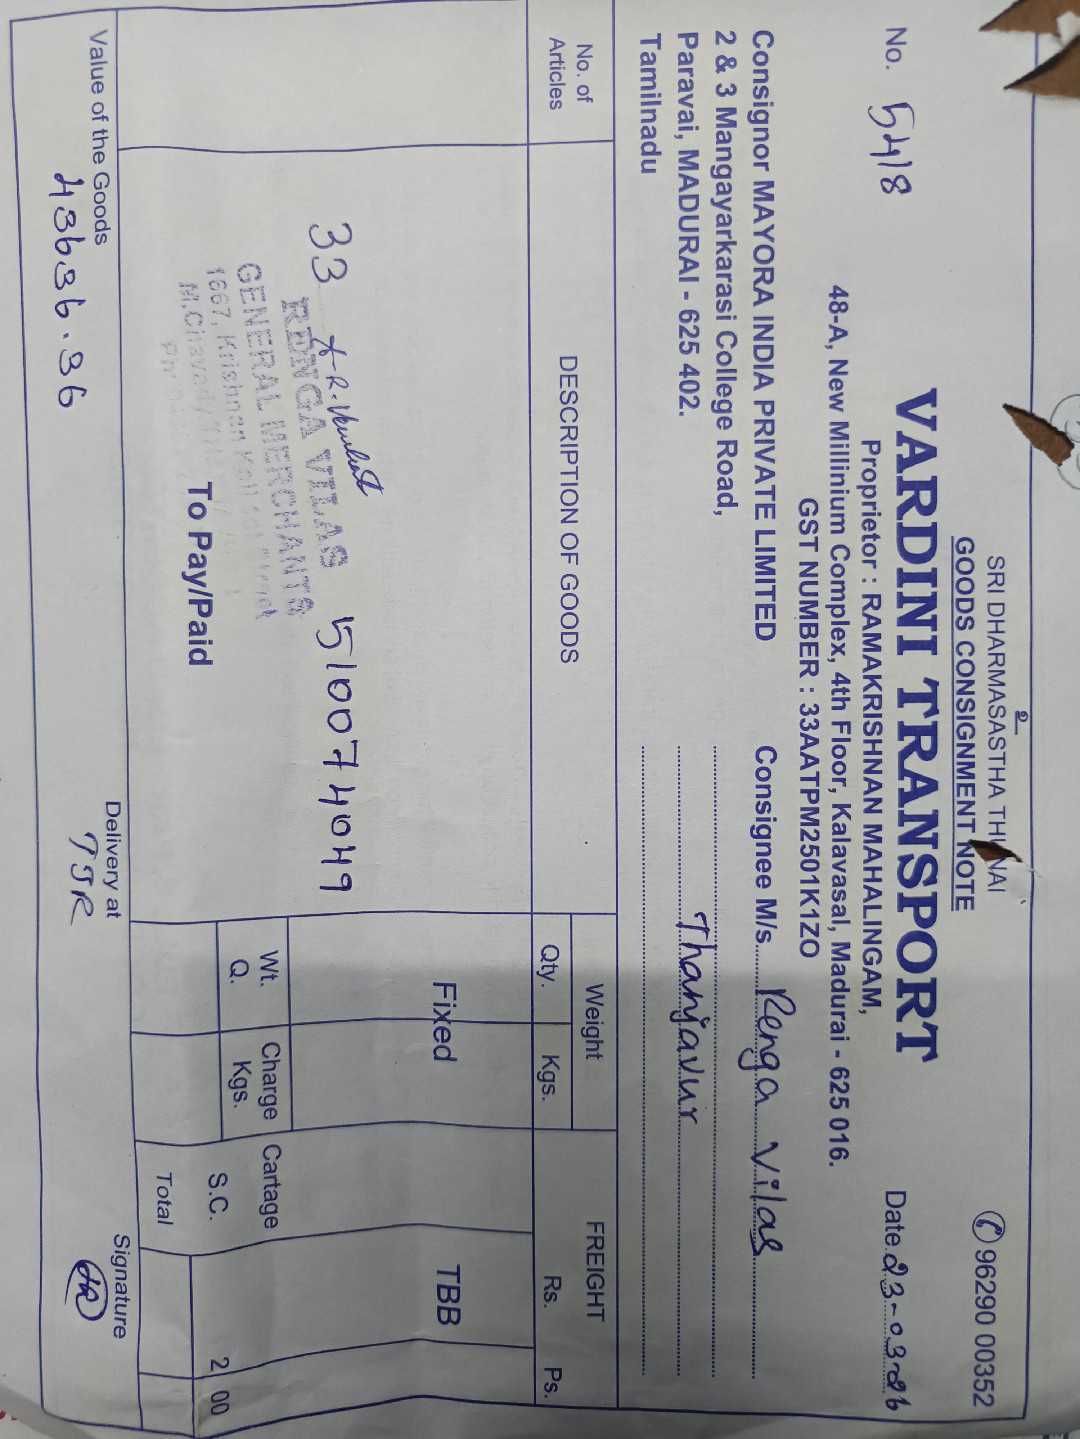 SRI DHARMASASTHA THUNAI
GOODS CONSIGNMENT NOTE
96290 00352
VARDINI TRANSPORT
No. 5418
Proprietor : RAMAKRISHNAN MAHALINGAM,
Date. 23-03-26
48-A, New Millinium Complex, 4th Floor, Kalavasal, Madurai - 625 016.
GST NUMBER : 33AATPM2501K1ZO
Consignor MAYORA INDIA PRIVATE LIMITED
2 & 3 Mangayarkarasi College Road,
Paravai, MADURAI - 625 402.
Tamilnadu
Consignee M/s. Renga Vilas
Thanjavur
No. of Articles
DESCRIPTION OF GOODS
Weight
Qty. Kgs.
FREIGHT
Rs. Ps.
Fixed
TBB
33
51007 4049
RENGA VILAS
GENERAL MERCHANTS
1667, Krishnan
To Pay/Paid
Wt. Q.
Charge Kgs.
Cartage
S.C. 2 00
Total
Value of the Goods
43636.36
Delivery at
TJR
Signature